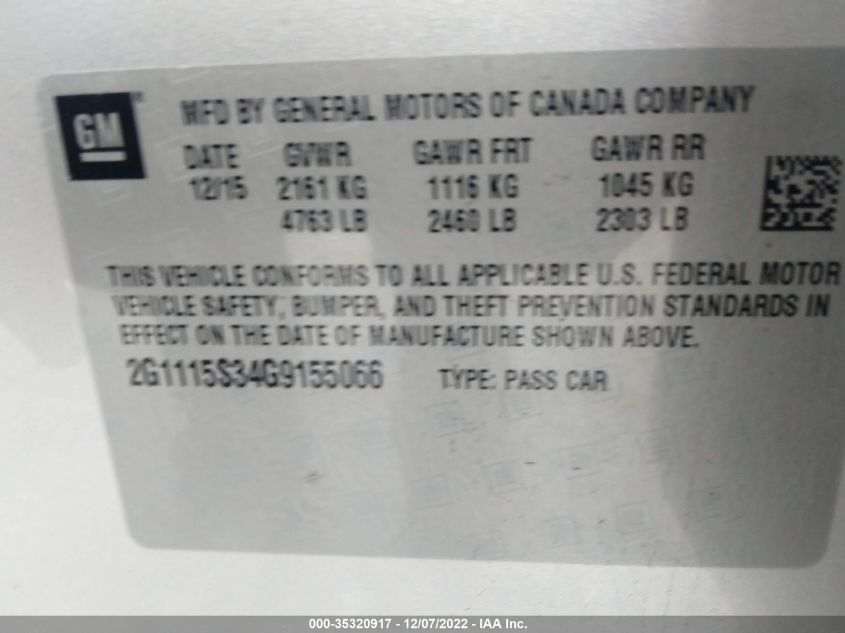 GM
MFD BY GENERAL MOTORS OF CANADA COMPANY
DATE GVWR GAWR FRT GAWR RR
12/15 2161 KG 1116 KG 1045 KG
4763 LB 2460 LB 2303 LB
THIS VEHICLE CONFORMS TO ALL APPLICABLE U.S. FEDERAL MOTOR
VEHICLE SAFETY, BUMPER, AND THEFT PREVENTION STANDARDS IN
EFFECT ON THE DATE OF MANUFACTURE SHOWN ABOVE.
2G1115S34G9155066 TYPE: PASS CAR
000-35320917 - 12/07/2022 - IAA Inc.